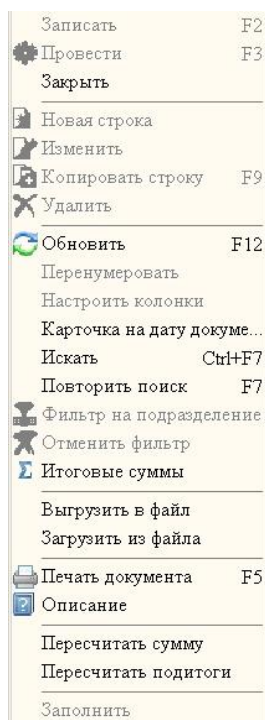 Записать F2
Провести F3
Закрыть
Новая строка
Изменить
Копировать строку F9
Удалить
Обновить F12
Перенумеровать
Настроить колонки
Карточка на дату докуме...
Искать Ctrl+F7
Повторить поиск F7
Фильтр на подразделение
Отменить фильтр
Σ Итоговые суммы
Выгрузить в файл
Загрузить из файла
Печать документа F5
? Описание
Пересчитать сумму
Пересчитать подитоги
Заполнить